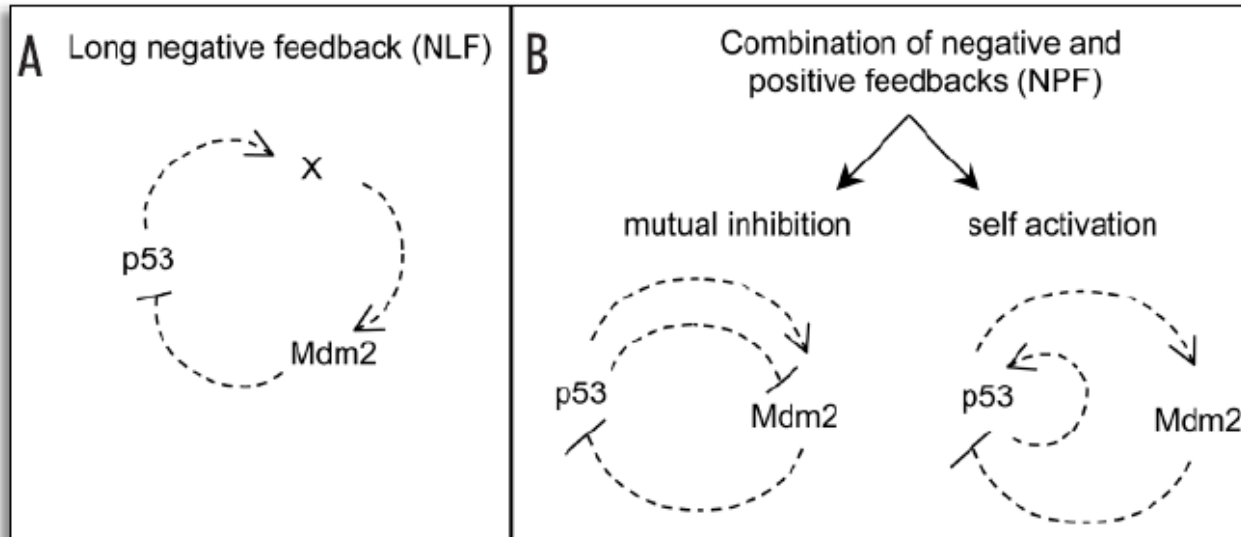 A
Long negative feedback (NLF)
X
p53
Mdm2
B
Combination of negative and
positive feedbacks (NPF)
mutual inhibition
self activation
p53
Mdm2
p53
Mdm2